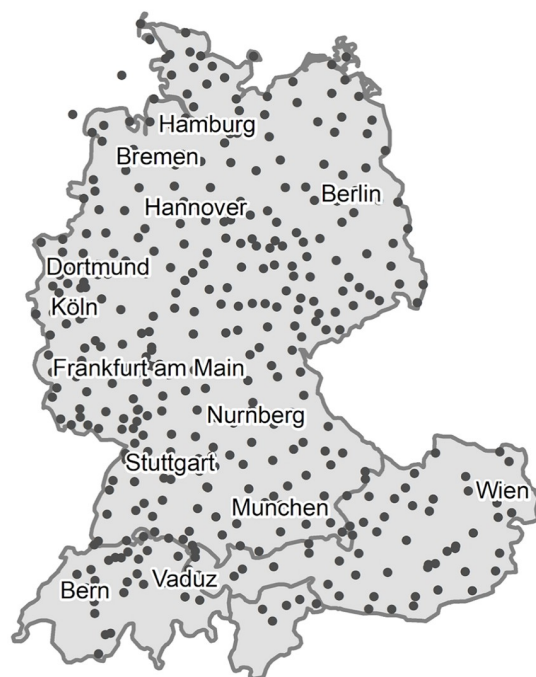 Hamburg
Bremen
Berlin
Hannover
Dortmund
Köln
Frankfurt am Main
Nurnberg
Stuttgart
Wien
Munchen
Vaduz
Bern